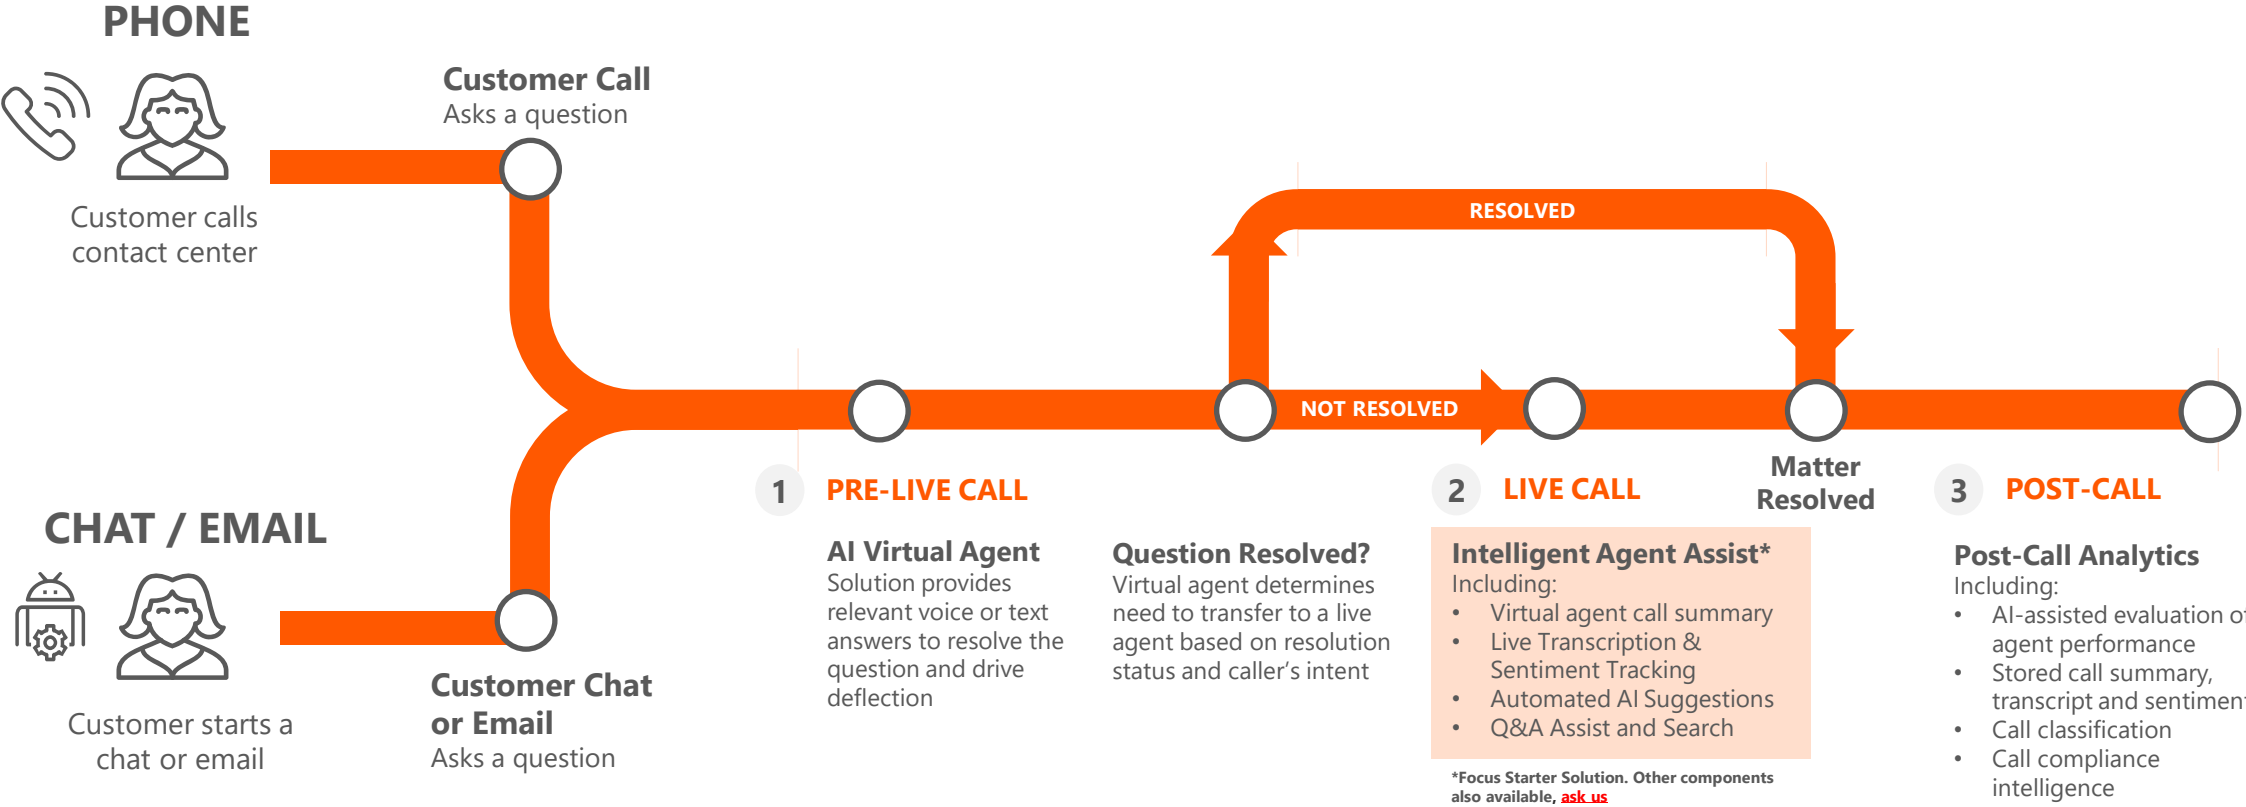 PHONE
Customer calls
contact center
Customer Call
Asks a question
CHAT / EMAIL
Customer starts a
chat or email
Customer Chat
or Email
Asks a question
RESOLVED
NOT RESOLVED
1 PRE-LIVE CALL
AI Virtual Agent
Solution provides
relevant voice or text
answers to resolve the
question and drive
deflection
Question Resolved?
Virtual agent determines
need to transfer to a live
agent based on resolution
status and caller’s intent
2 LIVE CALL
Intelligent Agent Assist*
Including:
• Virtual agent call summary
• Live Transcription &
Sentiment Tracking
• Automated AI Suggestions
• Q&A Assist and Search
*Focus Starter Solution. Other components
also available, ask us
Matter
Resolved
3 POST-CALL
Post-Call Analytics
Including:
• AI-assisted evaluation of
agent performance
• Stored call summary,
transcript and sentiment
• Call classification
• Call compliance
intelligence